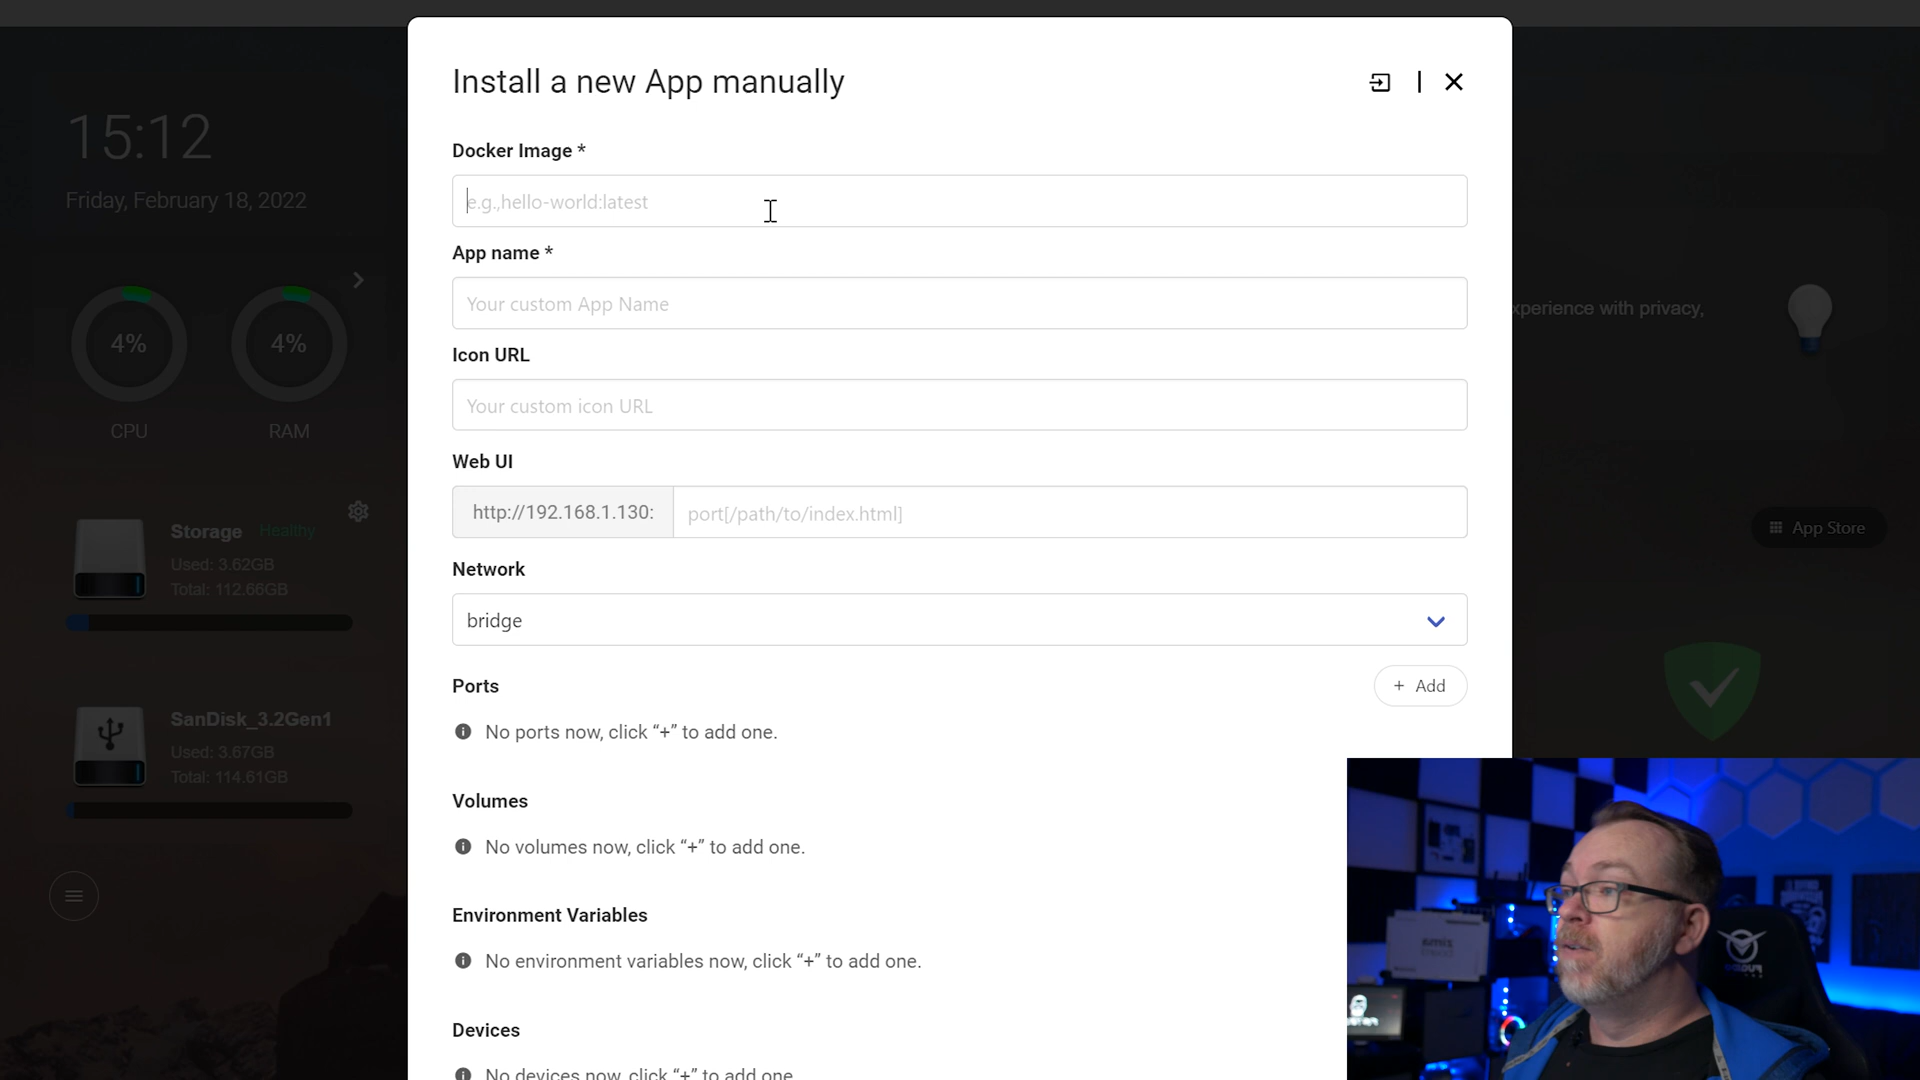 Install a new App manually
15:12
Friday, February 18, 2022
4%
4%
CPU
RAM
Storage Healthy
Used: 3.62GB
Total: 112.66GB
SanDisk_3.2Gen1
Used: 3.67GB
Total: 114.61GB
Docker Image *
e.g.,hello-world:latest
App name *
Your custom App Name
Icon URL
Your custom icon URL
Web UI
http://192.168.1.130:
port[/path/to/index.html]
Network
bridge
Ports
+ Add
No ports now, click “+” to add one.
Volumes
No volumes now, click “+” to add one.
Environment Variables
No environment variables now, click “+” to add one.
Devices
No devices now, click “+” to add one.
xperience with privacy,
App Store